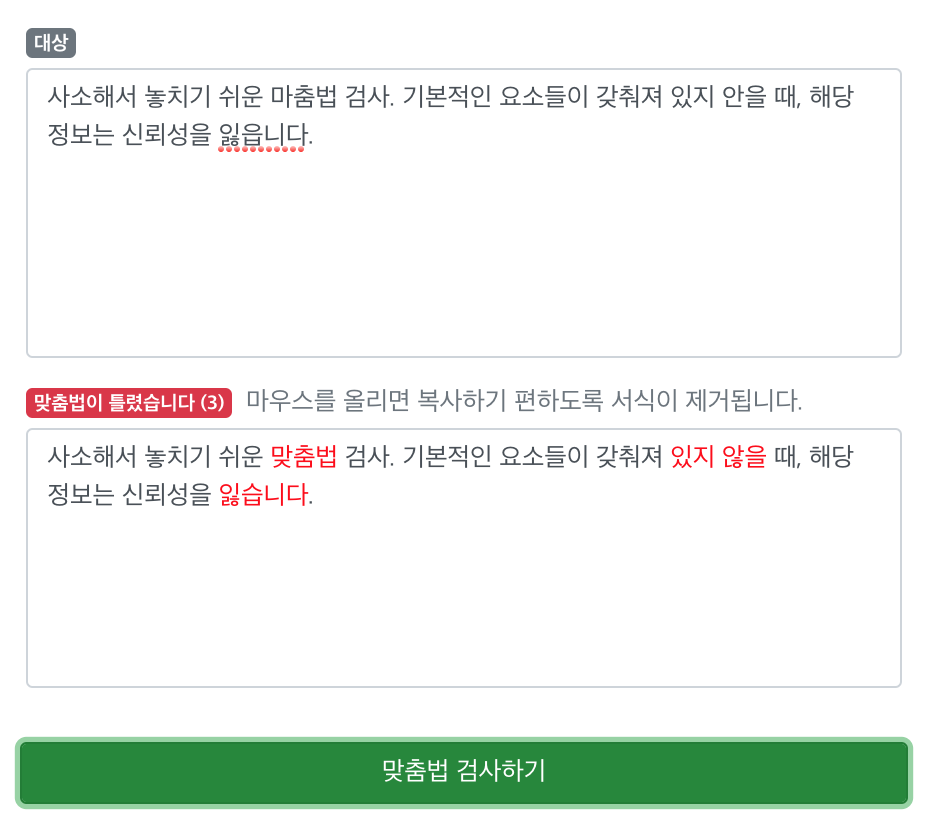 대상
사소해서 놓치기 쉬운 마춤법 검사. 기본적인 요소들이 갖춰져 있지 안을 때, 해당
정보는 신뢰성을 잃읍니다.
맞춤법이 틀렸습니다 (3) 마우스를 올리면 복사하기 편하도록 서식이 제거됩니다.
사소해서 놓치기 쉬운 맞춤법 검사. 기본적인 요소들이 갖춰져 있지 않을 때, 해당
정보는 신뢰성을 잃습니다.
맞춤법 검사하기